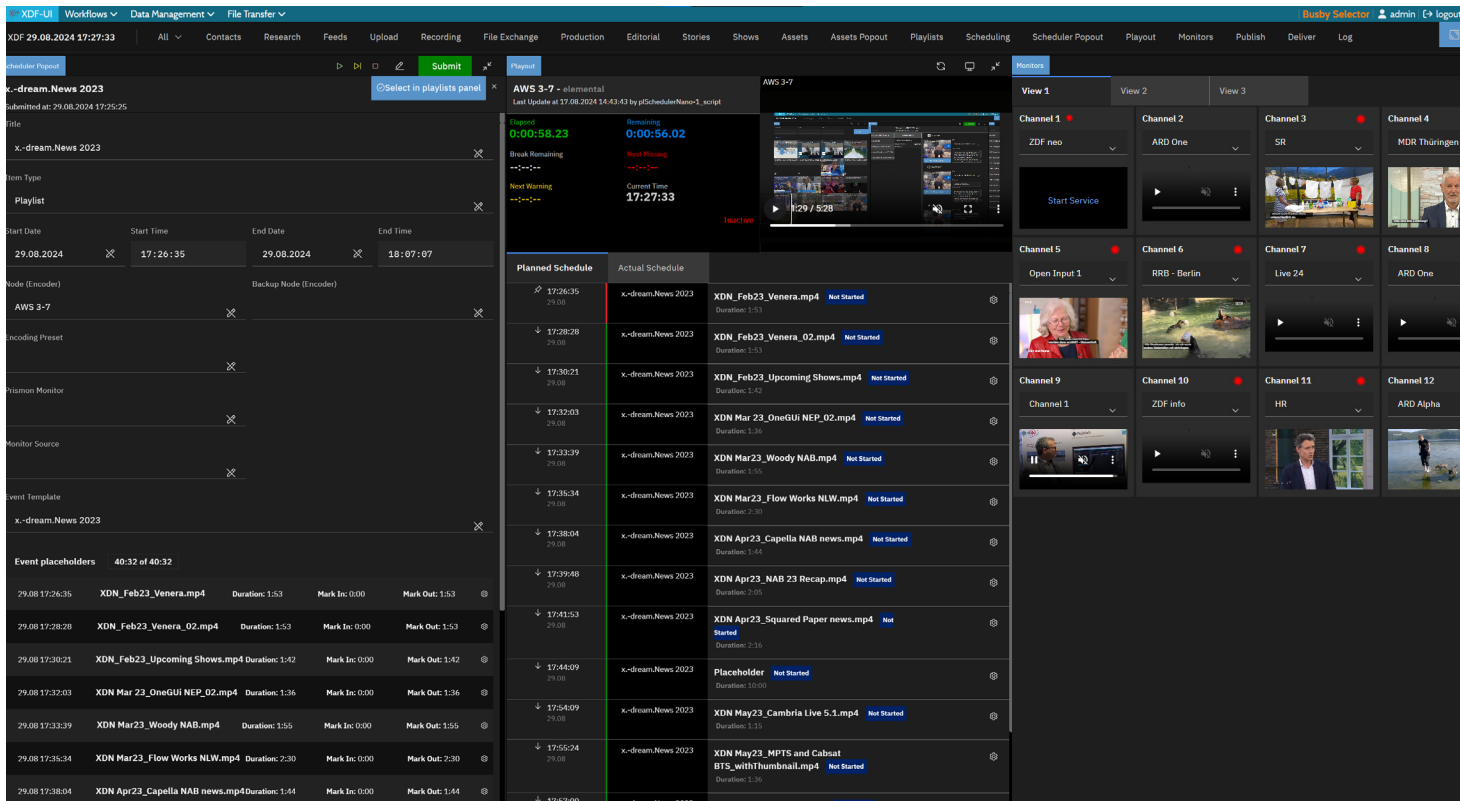 XDF-UI Workflows Data Management File Transfer Busby Selector admin logout
XDF 29.08.2024 17:27:33 All Contacts Research Feeds Upload Recording File Exchange Production Editorial Stories Shows Assets Assets Popout Playlists Scheduling Scheduler Popout Playout Monitors Publish Deliver Log
Scheduler Popout Submit
x.-dream.News 2023 Select in playlists panel
Submitted at: 29.08.2024 17:25:25
Title
x.-dream.News 2023
Item Type
Playlist
Start Date Start Time End Date End Time
29.08.2024 17:26:35 29.08.2024 18:07:07
Node (Encoder) Backup Node (Encoder)
AWS 3-7
Encoding Preset
Prismon Monitor
Monitor Source
Event Template
x.-dream.News 2023
Event placeholders 40:32 of 40:32
29.08 17:26:35 XDN_Feb23_Venera.mp4 Duration: 1:53 Mark In: 0:00 Mark Out: 1:53
29.08 17:28:28 XDN_Feb23_Venera_02.mp4 Duration: 1:53 Mark In: 0:00 Mark Out: 1:53
29.08 17:30:21 XDN_Feb23_Upcoming Shows.mp4 Duration: 1:42 Mark In: 0:00 Mark Out: 1:42
29.08 17:32:03 XDN Mar 23_OneGUi NEP_02.mp4 Duration: 1:36 Mark In: 0:00 Mark Out: 1:36
29.08 17:33:39 XDN Mar23_Woody NAB.mp4 Duration: 1:55 Mark In: 0:00 Mark Out: 1:55
29.08 17:35:34 XDN Mar23_Flow Works NLW.mp4 Duration: 2:30 Mark In: 0:00 Mark Out: 2:30
29.08 17:38:04 XDN Apr23_Capella NAB news.mp4 Duration: 1:44 Mark In: 0:00 Mark Out: 1:44
Playout
AWS 3-7 - elemental
Last Update at 17.08.2024 14:43:43 by plSchedulerNano-1_script
Elapsed Remaining
0:00:58.23 0:00:56.02
Break Remaining Next Missing
--:--:-- --:--:--
Next Warning Current Time
--:--:-- 17:27:33
Inactive
AWS 3-7
1:29 / 5:28
Planned Schedule Actual Schedule
17:26:35 x.-dream.News 2023 XDN_Feb23_Venera.mp4 Not Started
29.08 Duration: 1:53
17:28:28 x.-dream.News 2023 XDN_Feb23_Venera_02.mp4 Not Started
29.08 Duration: 1:53
17:30:21 x.-dream.News 2023 XDN_Feb23_Upcoming Shows.mp4 Not Started
29.08 Duration: 1:42
17:32:03 x.-dream.News 2023 XDN Mar 23_OneGUi NEP_02.mp4 Not Started
29.08 Duration: 1:36
17:33:39 x.-dream.News 2023 XDN Mar23_Woody NAB.mp4 Not Started
29.08 Duration: 1:55
17:35:34 x.-dream.News 2023 XDN Mar23_Flow Works NLW.mp4 Not Started
29.08 Duration: 2:30
17:38:04 x.-dream.News 2023 XDN Apr23_Capella NAB news.mp4 Not Started
29.08 Duration: 1:44
17:39:48 x.-dream.News 2023 XDN Apr23_NAB 23 Recap.mp4 Not Started
29.08 Duration: 2:05
17:41:53 x.-dream.News 2023 XDN Apr23_Squared Paper news.mp4 Not
29.08 Started
Duration: 2:16
17:44:09 x.-dream.News 2023 Placeholder Not Started
29.08 Duration: 10:00
17:54:09 x.-dream.News 2023 XDN May23_Cambria Live 5.1.mp4 Not Started
29.08 Duration: 1:15
17:55:24 x.-dream.News 2023 XDN May23_MPTS and Cabsat
29.08 BTS_withThumbnail.mp4 Not Started
Duration: 1:36
Monitors
View 1 View 2 View 3
Channel 1 Channel 2 Channel 3 Channel 4
ZDF neo ARD One SR MDR Thüringen
Start Service
Channel 5 Channel 6 Channel 7 Channel 8
Open Input 1 RRB - Berlin Live 24 ARD One
Channel 9 Channel 10 Channel 11 Channel 12
Channel 1 ZDF info HR ARD Alpha